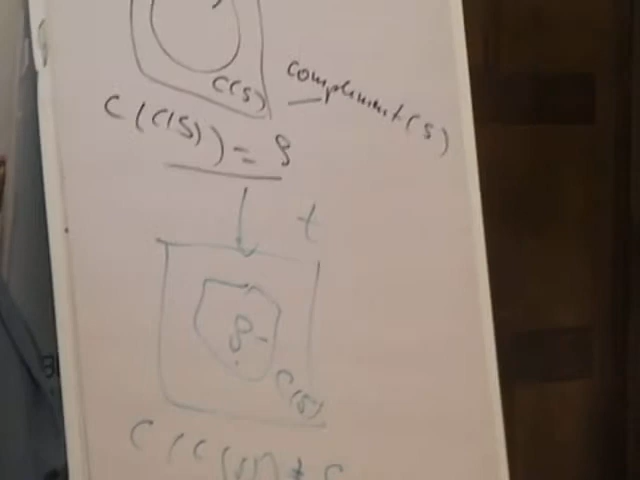 C(S)
complement(S)
C(C(S)) = S
t
S
C(S)